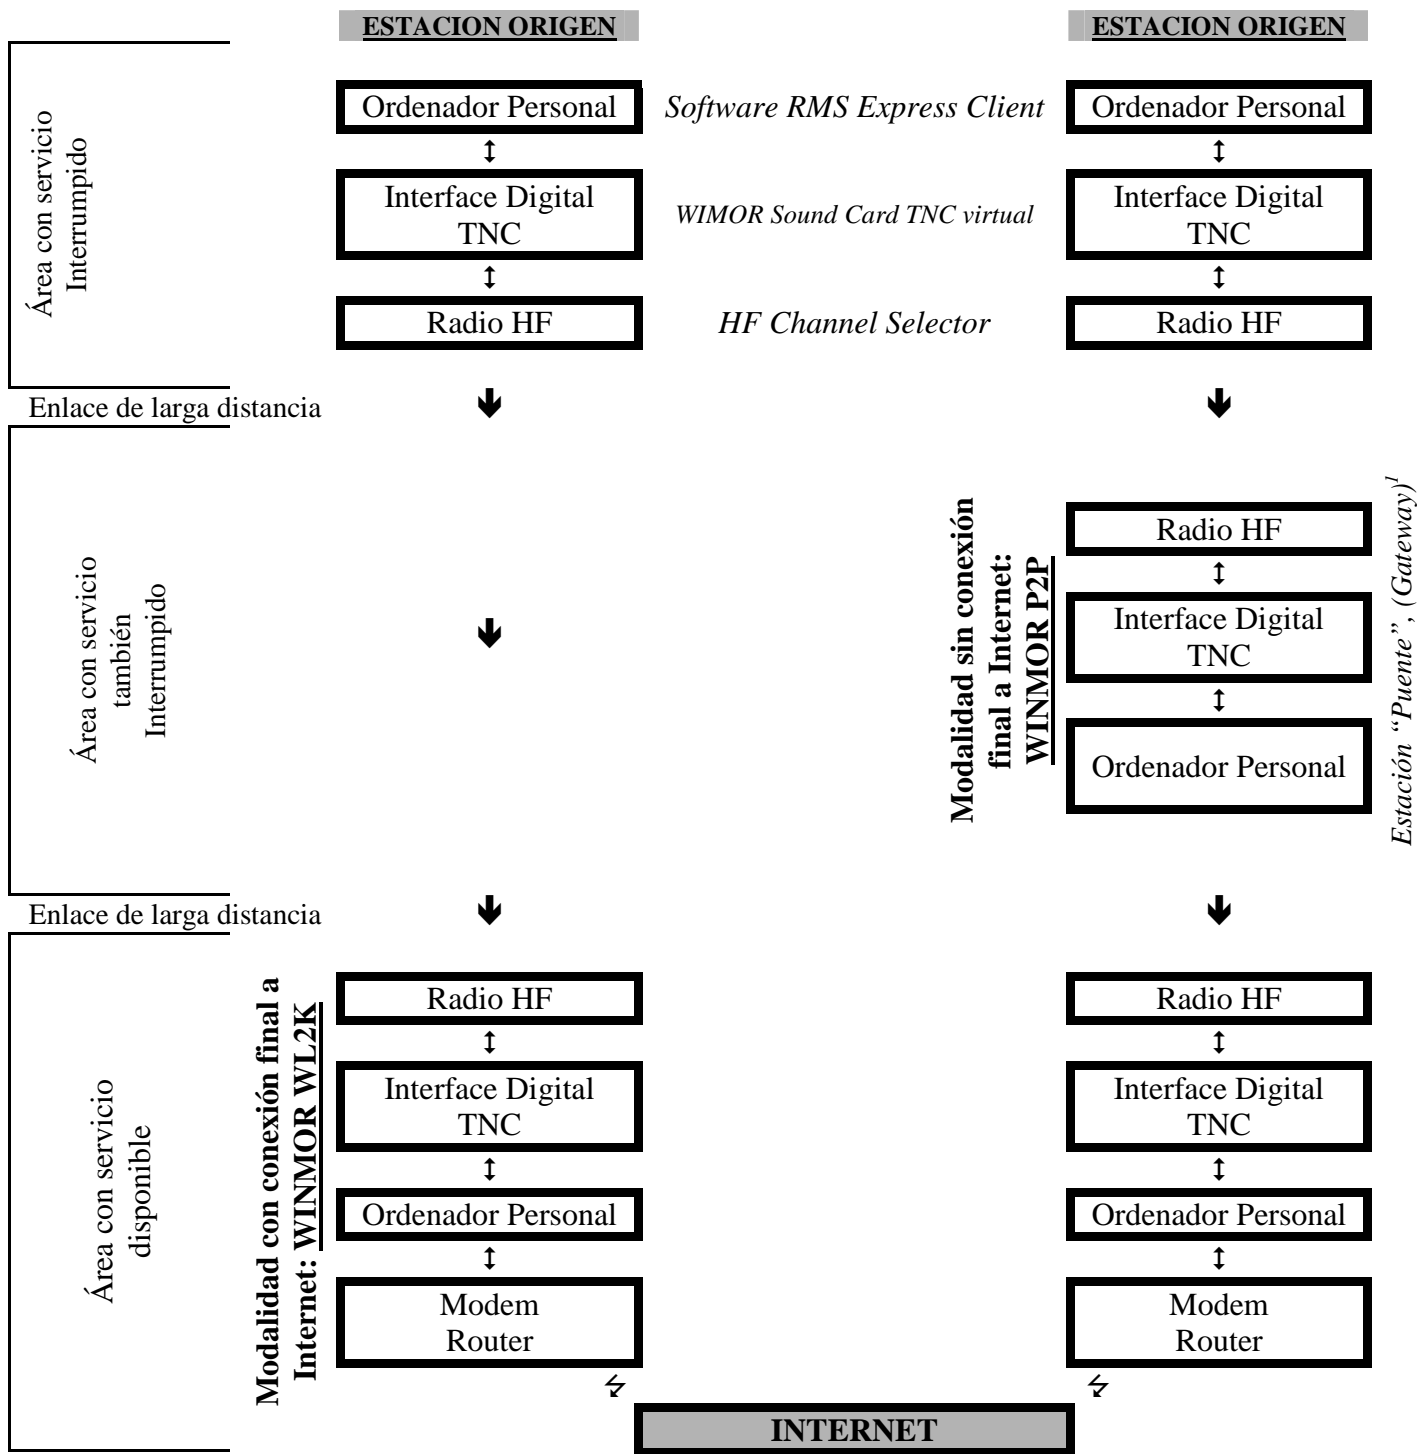 ESTACION ORIGEN
ESTACION ORIGEN
Área con servicio
Interrumpido
Ordenador Personal
Software RMS Express Client
Ordenador Personal
Interface Digital
TNC
WIMOR Sound Card TNC virtual
Interface Digital
TNC
Radio HF
HF Channel Selector
Radio HF
Enlace de larga distancia
Área con servicio
también
Interrumpido
Modalidad sin conexión
final a Internet:
WINMOR P2P
Radio HF
Interface Digital
TNC
Ordenador Personal
Estación “Puente”, (Gateway)1
Enlace de larga distancia
Área con servicio
disponible
Modalidad con conexión final a
Internet: WINMOR WL2K
Radio HF
Interface Digital
TNC
Ordenador Personal
Modem
Router
Radio HF
Interface Digital
TNC
Ordenador Personal
Modem
Router
INTERNET